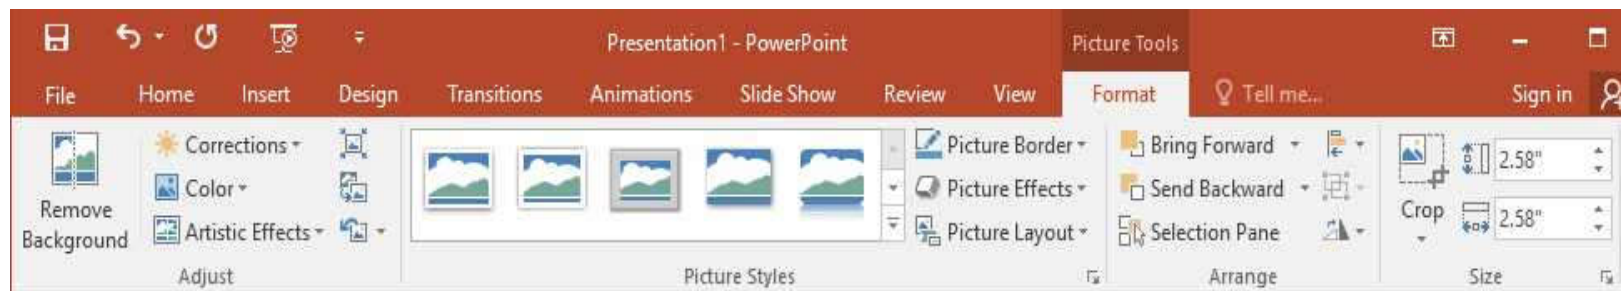 Presentation1 - PowerPoint
Picture Tools
File Home Insert Design Transitions Animations Slide Show Review View Format Tell me... Sign in
Remove Background
Corrections
Color
Artistic Effects
Adjust
Picture Styles
Picture Border
Picture Effects
Picture Layout
Bring Forward
Send Backward
Selection Pane
Arrange
Crop
2.58"
2.58"
Size